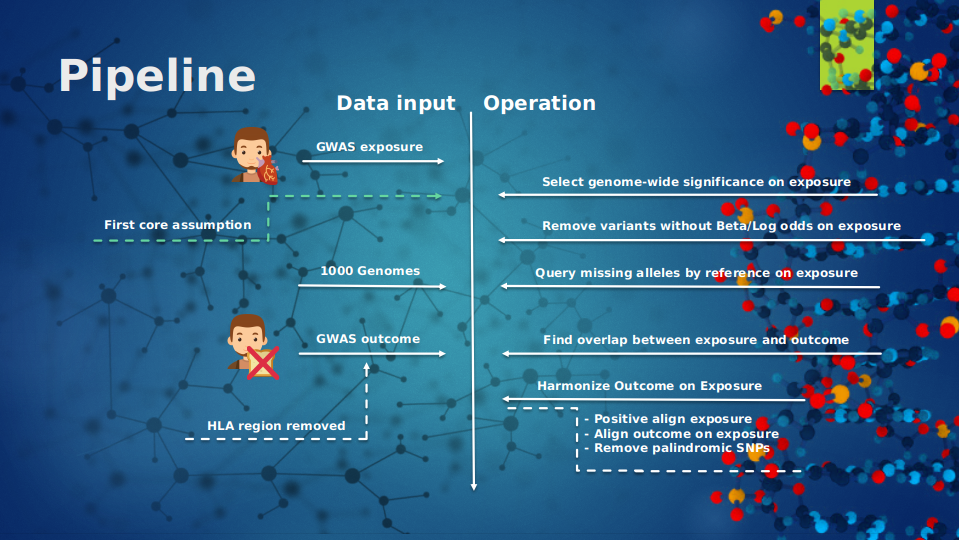 Pipeline
Data input
Operation
GWAS exposure
Select genome-wide significance on exposure
First core assumption
Remove variants without Beta/Log odds on exposure
1000 Genomes
Query missing alleles by reference on exposure
GWAS outcome
Find overlap between exposure and outcome
Harmonize Outcome on Exposure
- Positive align exposure
- Align outcome on exposure
- Remove palindromic SNPs
HLA region removed